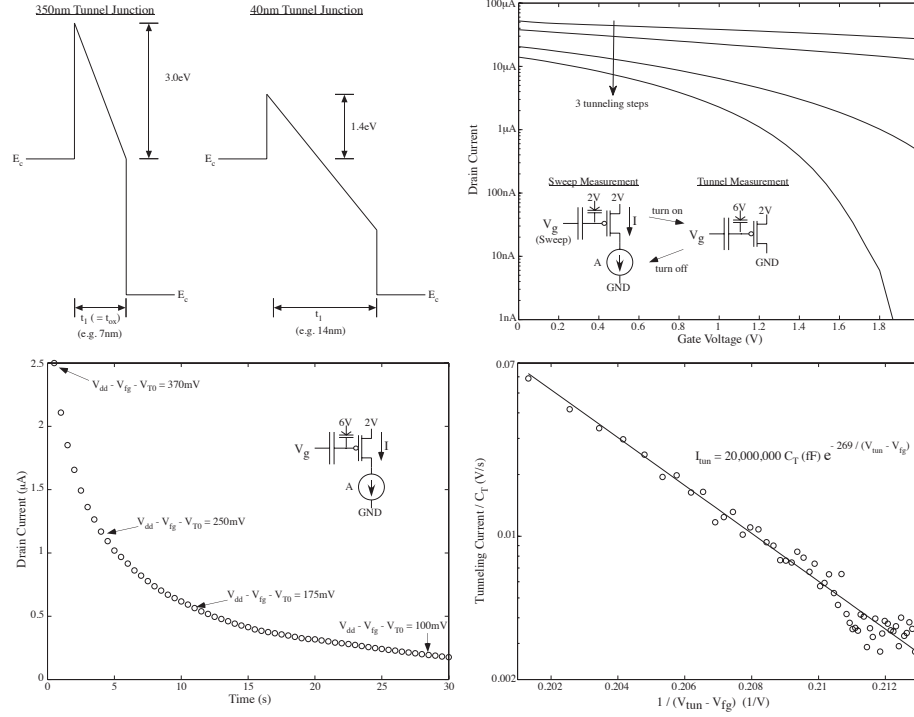 350nm Tunnel Junction
40nm Tunnel Junction
3.0eV
1.4eV
E_c
E_c
E_c
E_c
t_1 ( = t_ox)
(e.g. 7nm)
t_1
(e.g. 14nm)
100µA
10µA
1µA
100nA
10nA
1nA
Drain Current
3 tunneling steps
Sweep Measurement
Tunnel Measurement
2V 2V
6V 2V
V_g
(Sweep)
I
turn on
turn off
V_g
A
GND
GND
0 0.2 0.4 0.6 0.8 1 1.2 1.4 1.6 1.8
Gate Voltage (V)
2.5
2
1.5
1
0.5
0
Drain Current (µA)
V_dd - V_fg - V_T0 = 370mV
V_dd - V_fg - V_T0 = 250mV
V_dd - V_fg - V_T0 = 175mV
V_dd - V_fg - V_T0 = 100mV
6V 2V
V_g
I
A
GND
0 5 10 15 20 25 30
Time (s)
0.07
0.01
0.002
Tunneling Current / C_T (V/s)
I_tun = 20,000,000 C_T (fF) e^- 269 / (V_tun - V_fg)
0.202 0.204 0.206 0.208 0.21 0.212
1 / (V_tun - V_fg) (1/V)